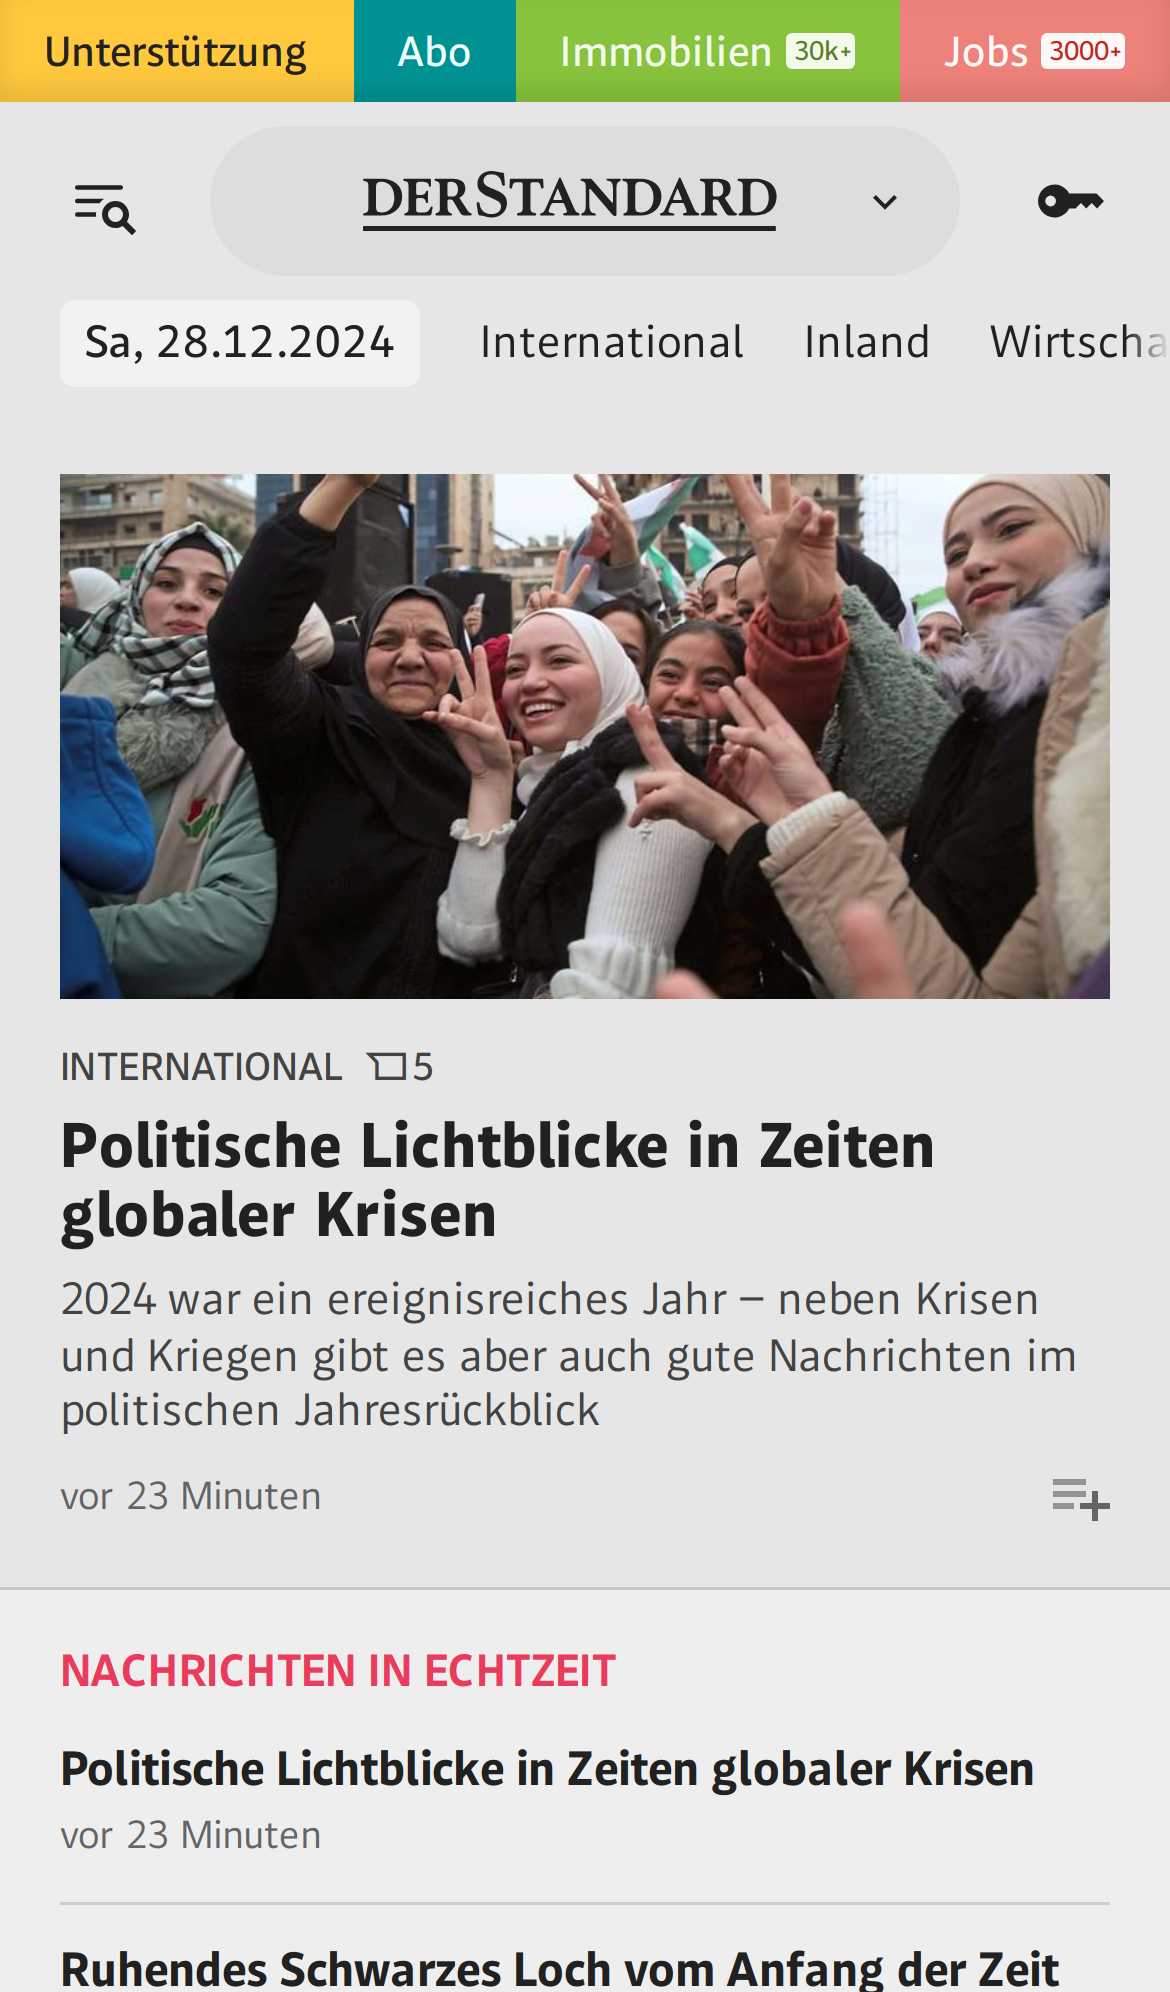 Unterstützung Abo Immobilien 30k+ Jobs 3000+
DERSTANDARD
Sa, 28.12.2024 International Inland Wirtscha
INTERNATIONAL 5
Politische Lichtblicke in Zeiten
globaler Krisen
2024 war ein ereignisreiches Jahr – neben Krisen
und Kriegen gibt es aber auch gute Nachrichten im
politischen Jahresrückblick
vor 23 Minuten
NACHRICHTEN IN ECHTZEIT
Politische Lichtblicke in Zeiten globaler Krisen
vor 23 Minuten
Ruhendes Schwarzes Loch vom Anfang der Zeit